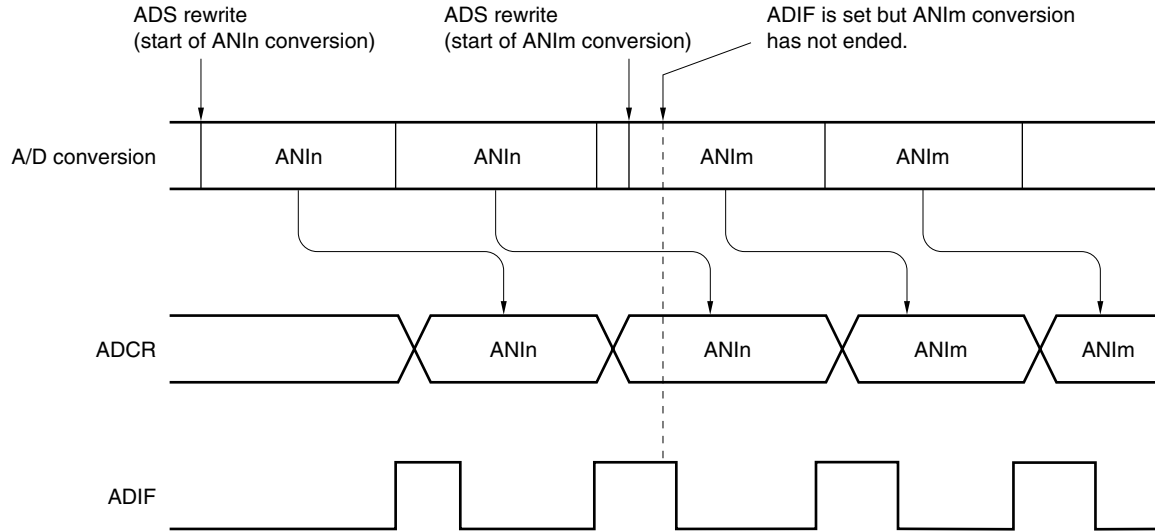 ADS rewrite
(start of ANIn conversion)
ADS rewrite
(start of ANIm conversion)
ADIF is set but ANIm conversion
has not ended.
A/D conversion
ANIn
ANIn
ANIm
ANIm
ADCR
ANIn
ANIn
ANIm
ANIm
ADIF